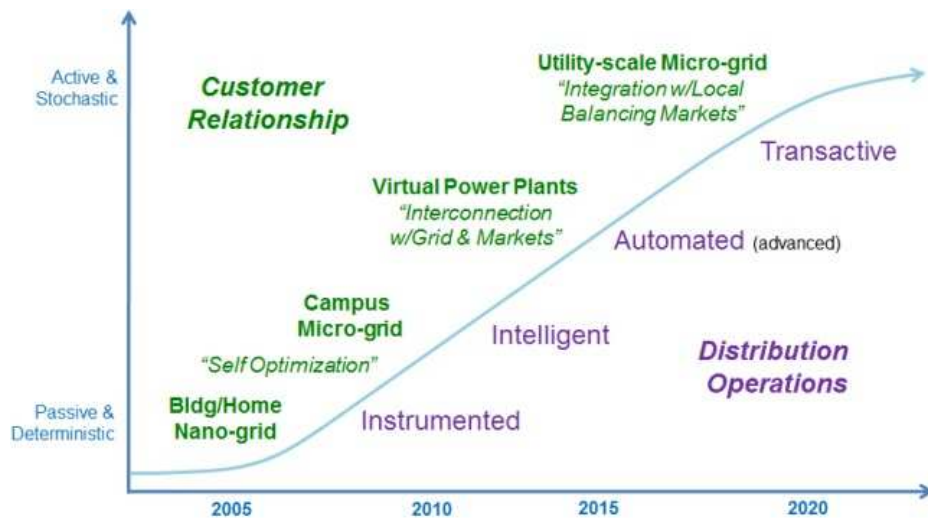 Active &
Stochastic
Customer
Relationship
Utility-scale Micro-grid
“Integration w/Local
Balancing Markets”
Transactive
Virtual Power Plants
“Interconnection
w/Grid & Markets”
Automated (advanced)
Campus
Micro-grid
Intelligent
“Self Optimization”
Distribution
Operations
Passive &
Deterministic
Bldg/Home
Nano-grid
Instrumented
2005
2010
2015
2020